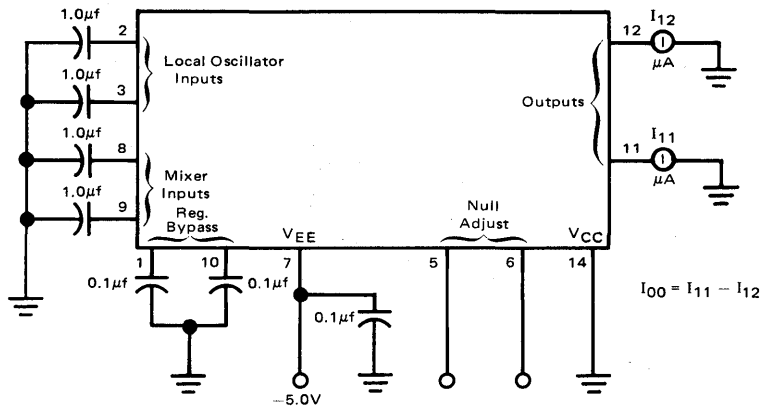 1.0μf
2
Local Oscillator
Inputs
1.0μf
3
1.0μf
8
Mixer
Inputs
1.0μf
9
Reg.
Bypass
VEE
Null
Adjust
VCC
Outputs
12
I12
μA
11
I11
μA
1
10
7
5
6
14
0.1μf
0.1μf
0.1μf
−5.0V
I00 = I11 − I12